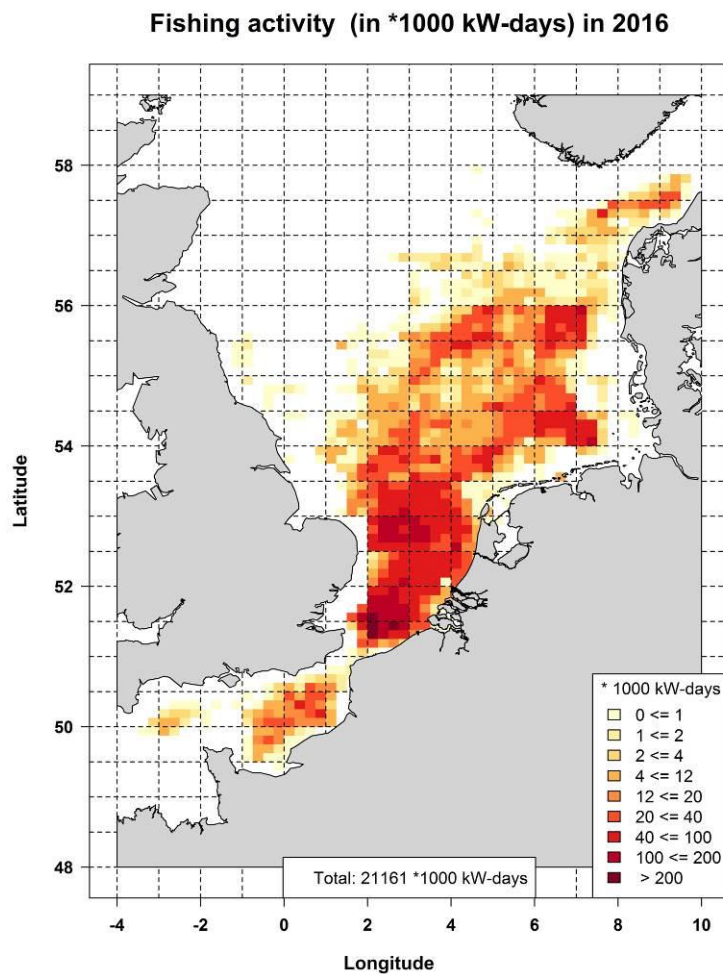 Fishing activity (in *1000 kW-days) in 2016
Latitude
58
56
54
52
50
48
* 1000 kW-days
0 <= 1
1 <= 2
2 <= 4
4 <= 12
12 <= 20
20 <= 40
40 <= 100
100 <= 200
> 200
Total: 21161 *1000 kW-days
-4 -2 0 2 4 6 8 10
Longitude